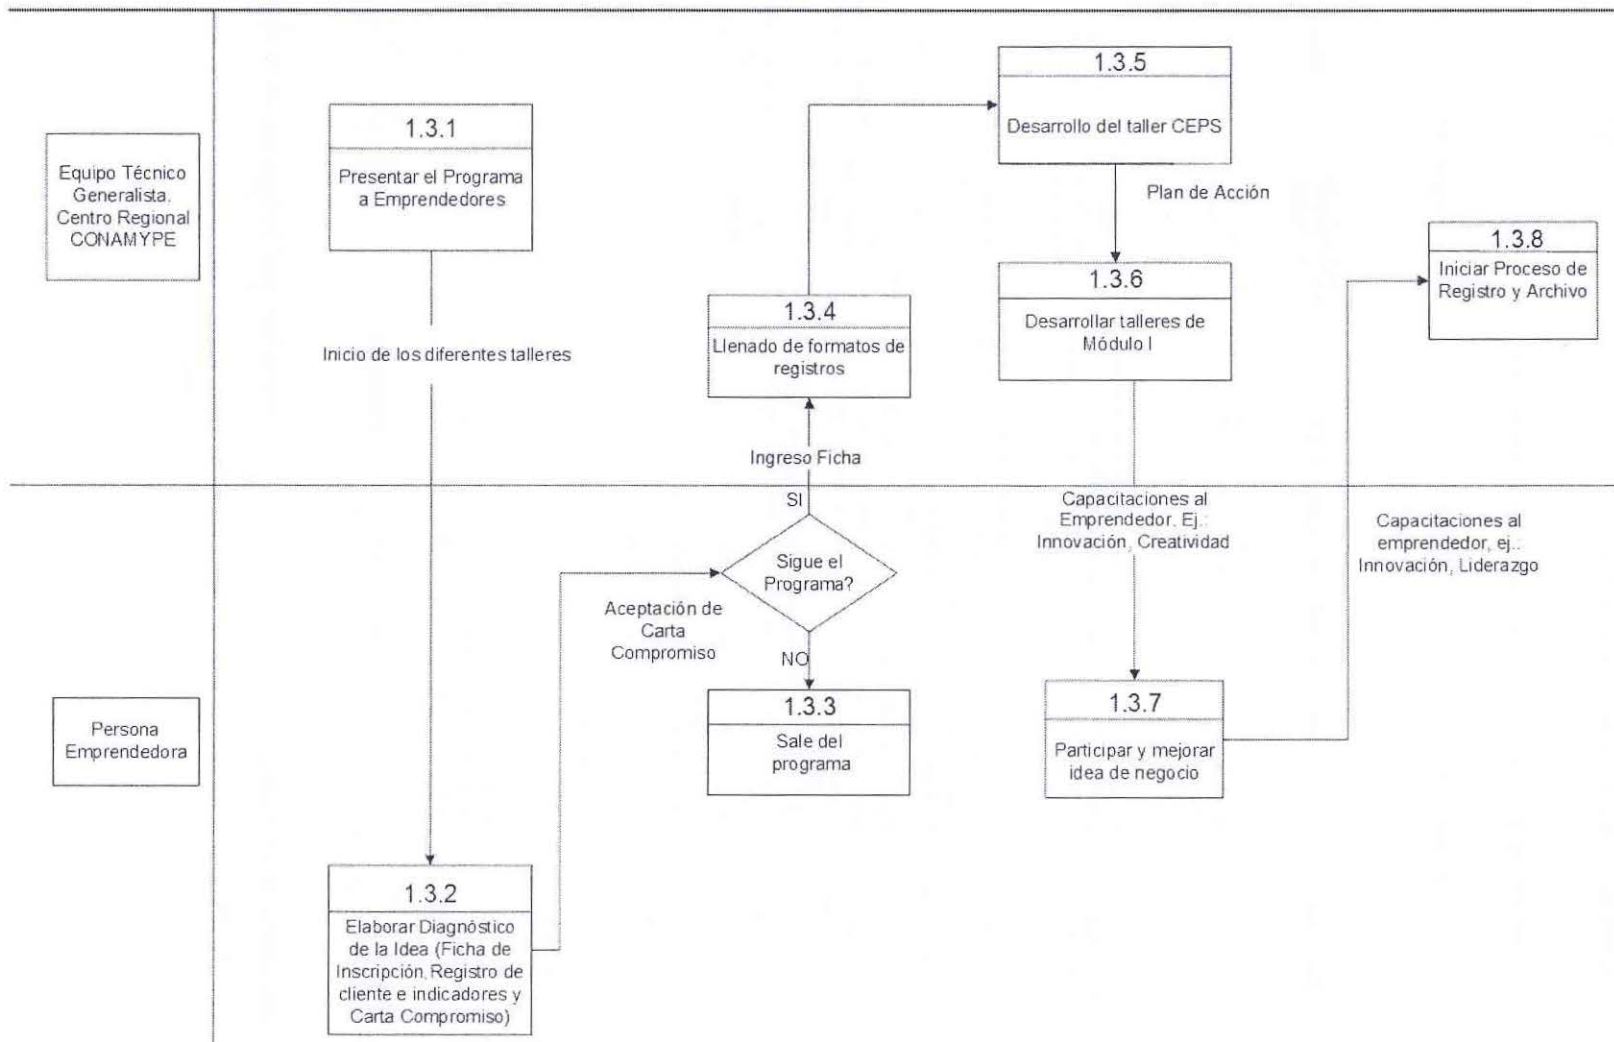 Equipo Técnico
Generalista,
Centro Regional
CONAMYPE
1.3.1
Presentar el Programa
a Emprendedores
Inicio de los diferentes talleres
1.3.4
Llenado de formatos de
registros
Ingreso Ficha
1.3.5
Desarrollo del taller CEPS
Plan de Acción
1.3.6
Desarrollar talleres de
Módulo I
1.3.8
Iniciar Proceso de
Registro y Archivo
Persona
Emprendedora
1.3.2
Elaborar Diagnóstico
de la Idea (Ficha de
Inscripción, Registro de
cliente e indicadores y
Carta Compromiso)
Aceptación de
Carta
Compromiso
SI
Sigue el
Programa?
NO
1.3.3
Sale del
programa
Capacitaciones al
Emprendedor, Ej.:
Innovación, Creatividad
1.3.7
Participar y mejorar
idea de negocio
Capacitaciones al
emprendedor, ej.:
Innovación, Liderazgo